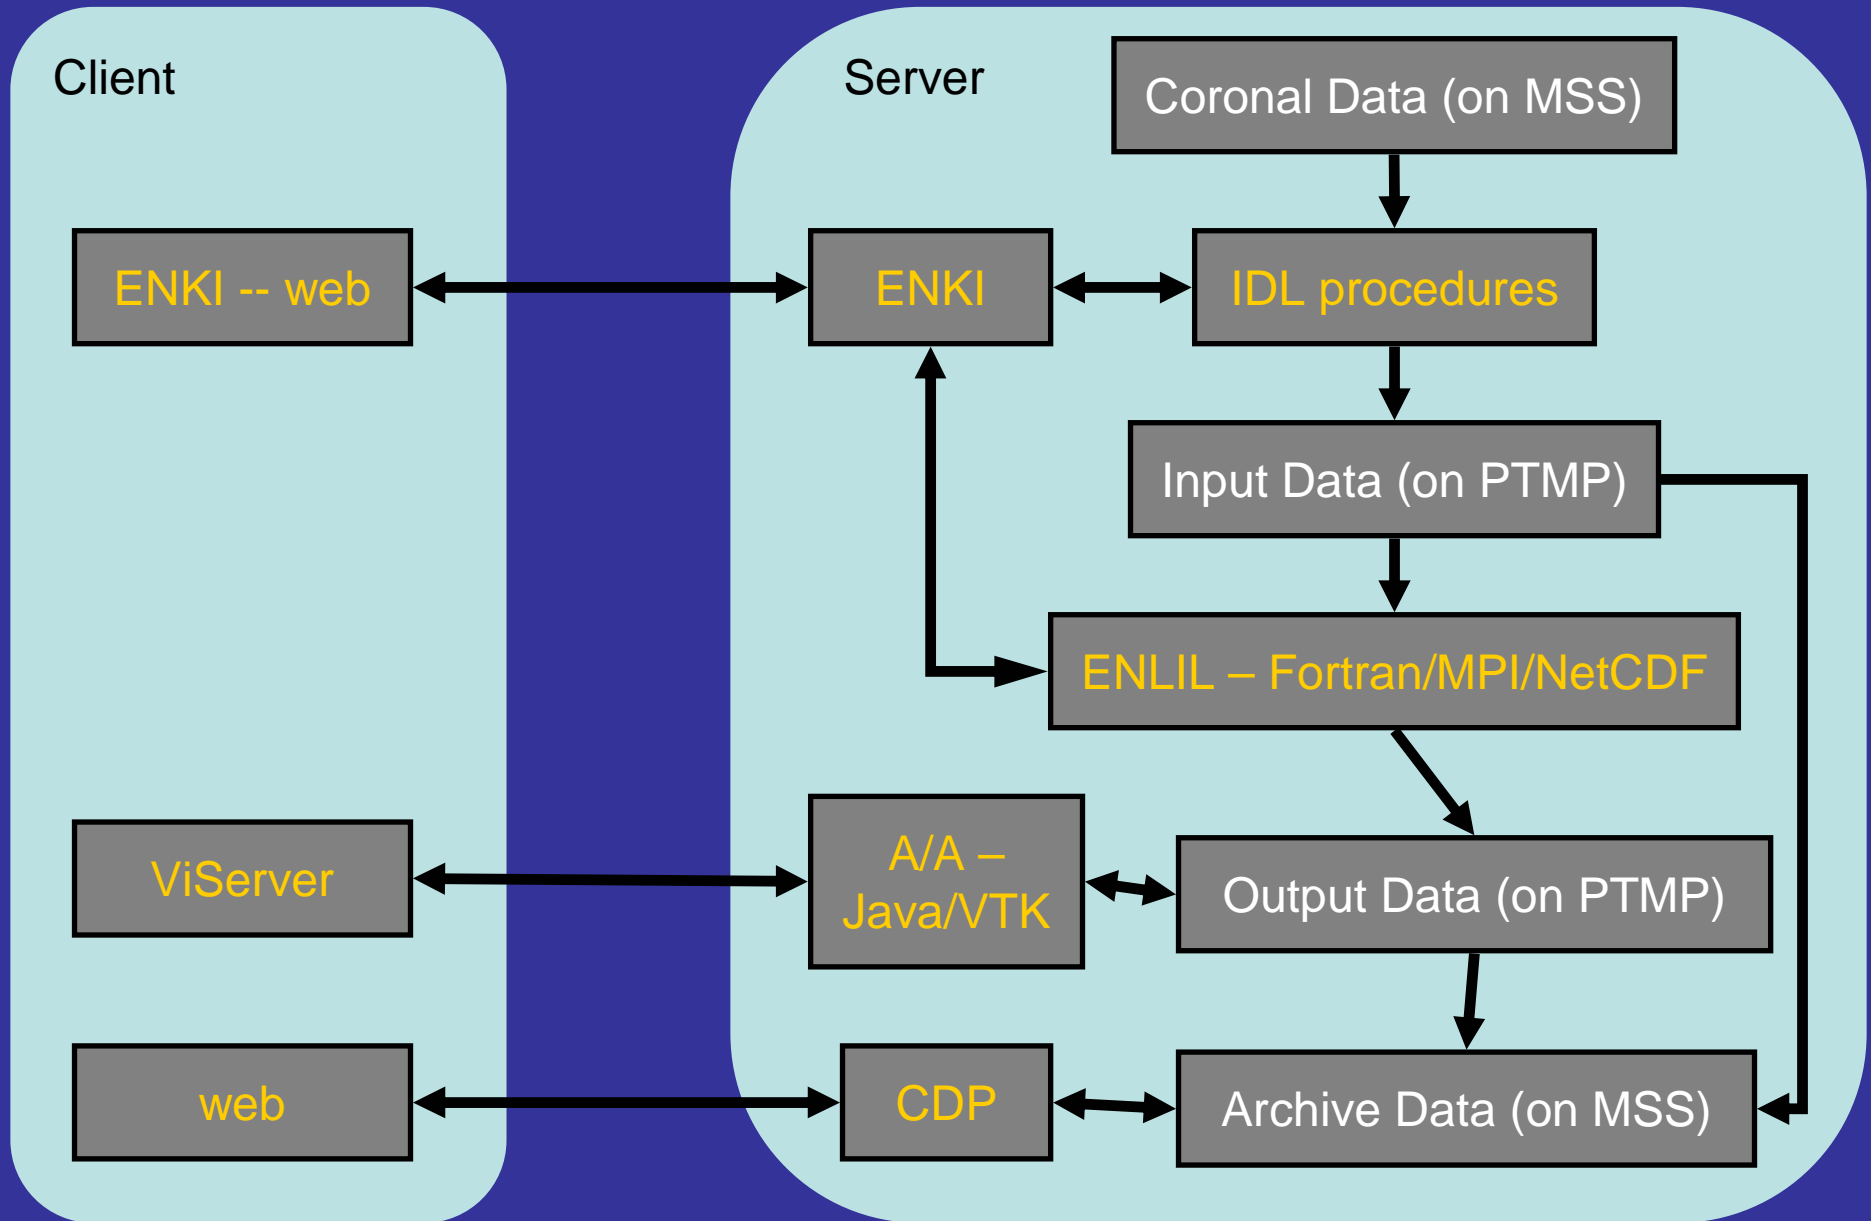 Client
Server
Coronal Data (on MSS)
ENKI -- web
ENKI
IDL procedures
Input Data (on PTMP)
ENLIL – Fortran/MPI/NetCDF
ViServer
A/A –
Java/VTK
Output Data (on PTMP)
web
CDP
Archive Data (on MSS)